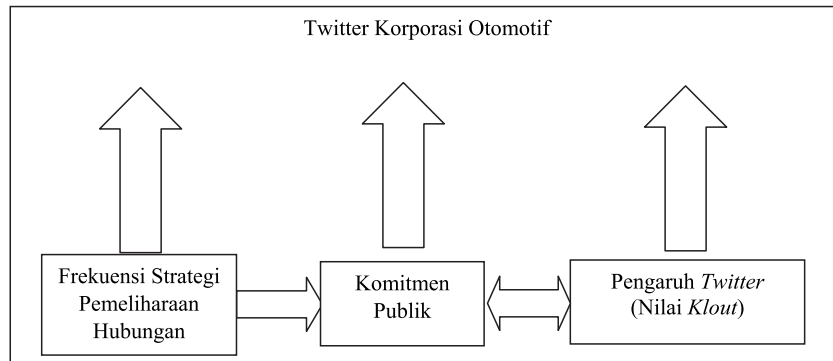 Twitter Korporasi Otomotif
Frekuensi Strategi
Pemeliharaan
Hubungan
Komitmen
Publik
Pengaruh Twitter
(Nilai Klout)